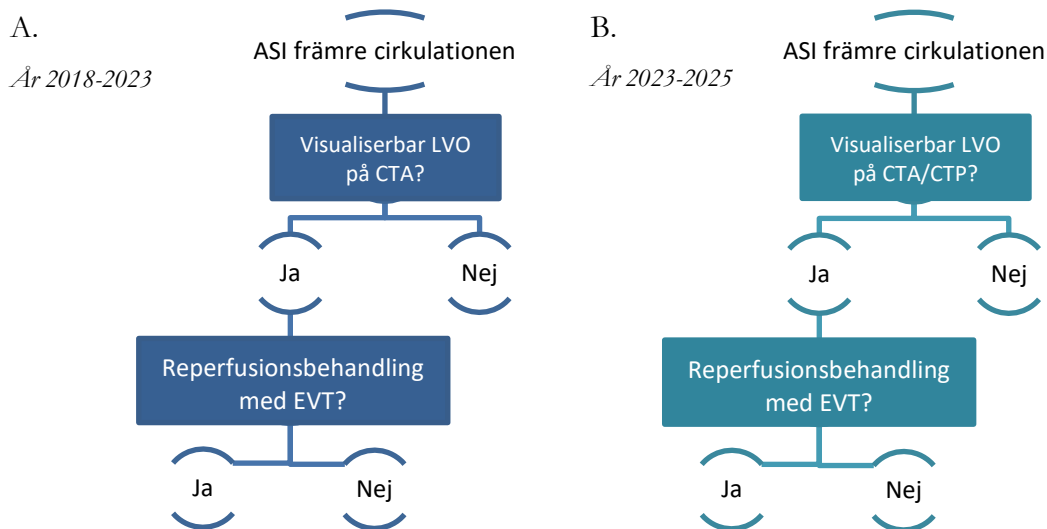 A.
År 2018-2023
ASI främre cirkulationen
Visualiserbar LVO
på CTA?
Ja
Nej
Reperfusionsbehandling
med EVT?
Ja
Nej
B.
År 2023-2025
ASI främre cirkulationen
Visualiserbar LVO
på CTA/CTP?
Ja
Nej
Reperfusionsbehandling
med EVT?
Ja
Nej